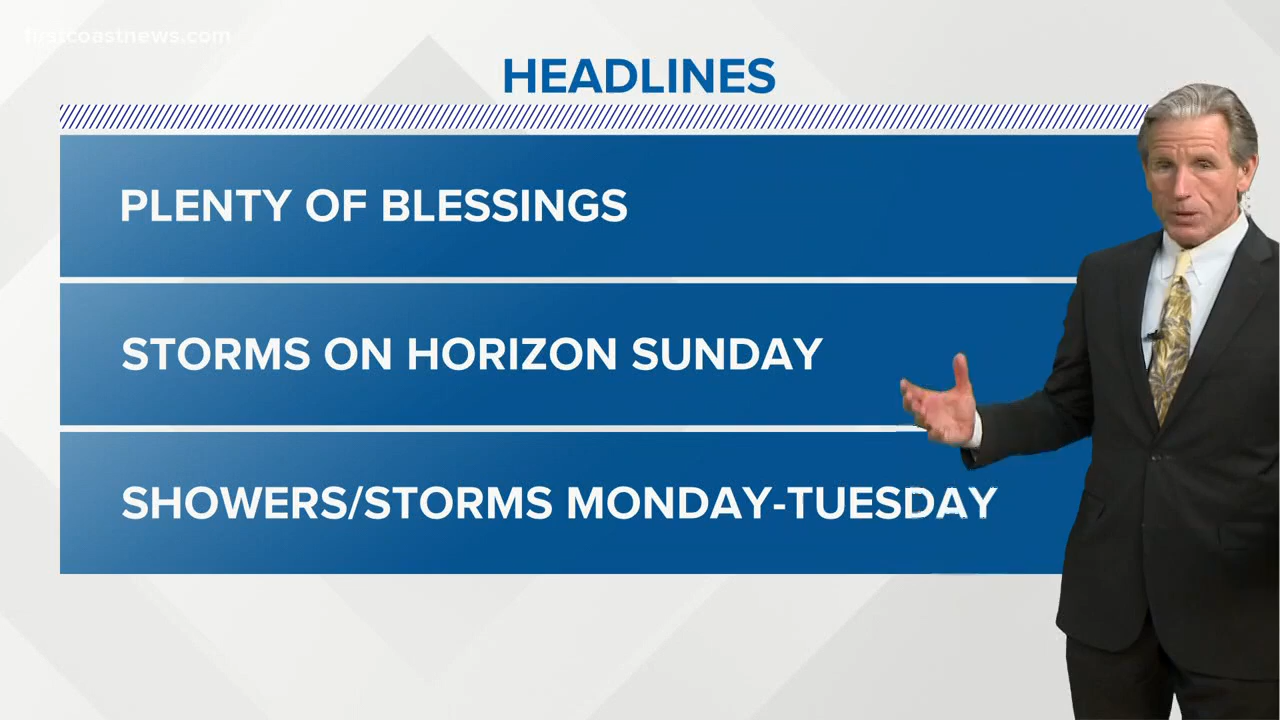 firstcoastnews.com
HEADLINES
PLENTY OF BLESSINGS
STORMS ON HORIZON SUNDAY
SHOWERS/STORMS MONDAY-TUESDAY